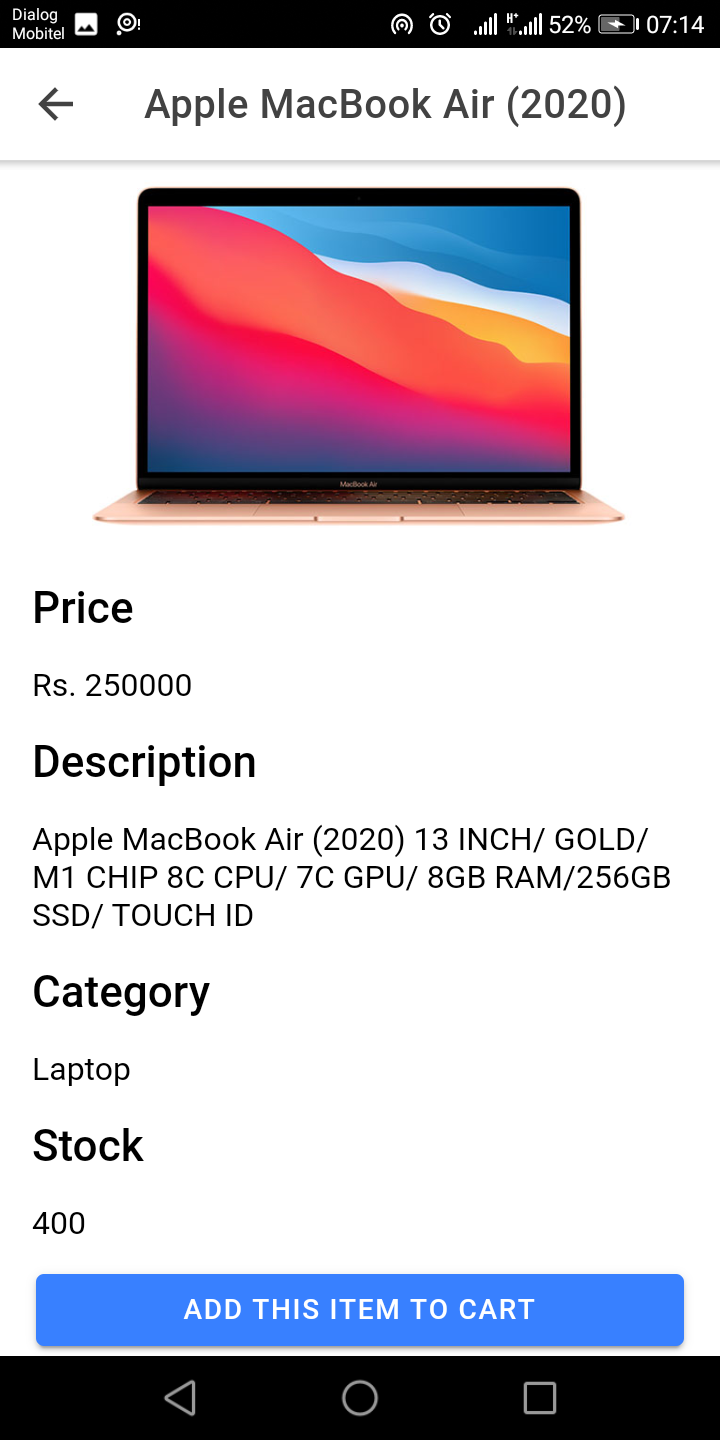 Dialog
Mobitel
H+
52%
07:14
Apple MacBook Air (2020)
MacBook Air
Price
Rs. 250000
Description
Apple MacBook Air (2020) 13 INCH/ GOLD/
M1 CHIP 8C CPU/ 7C GPU/ 8GB RAM/256GB
SSD/ TOUCH ID
Category
Laptop
Stock
400
ADD THIS ITEM TO CART